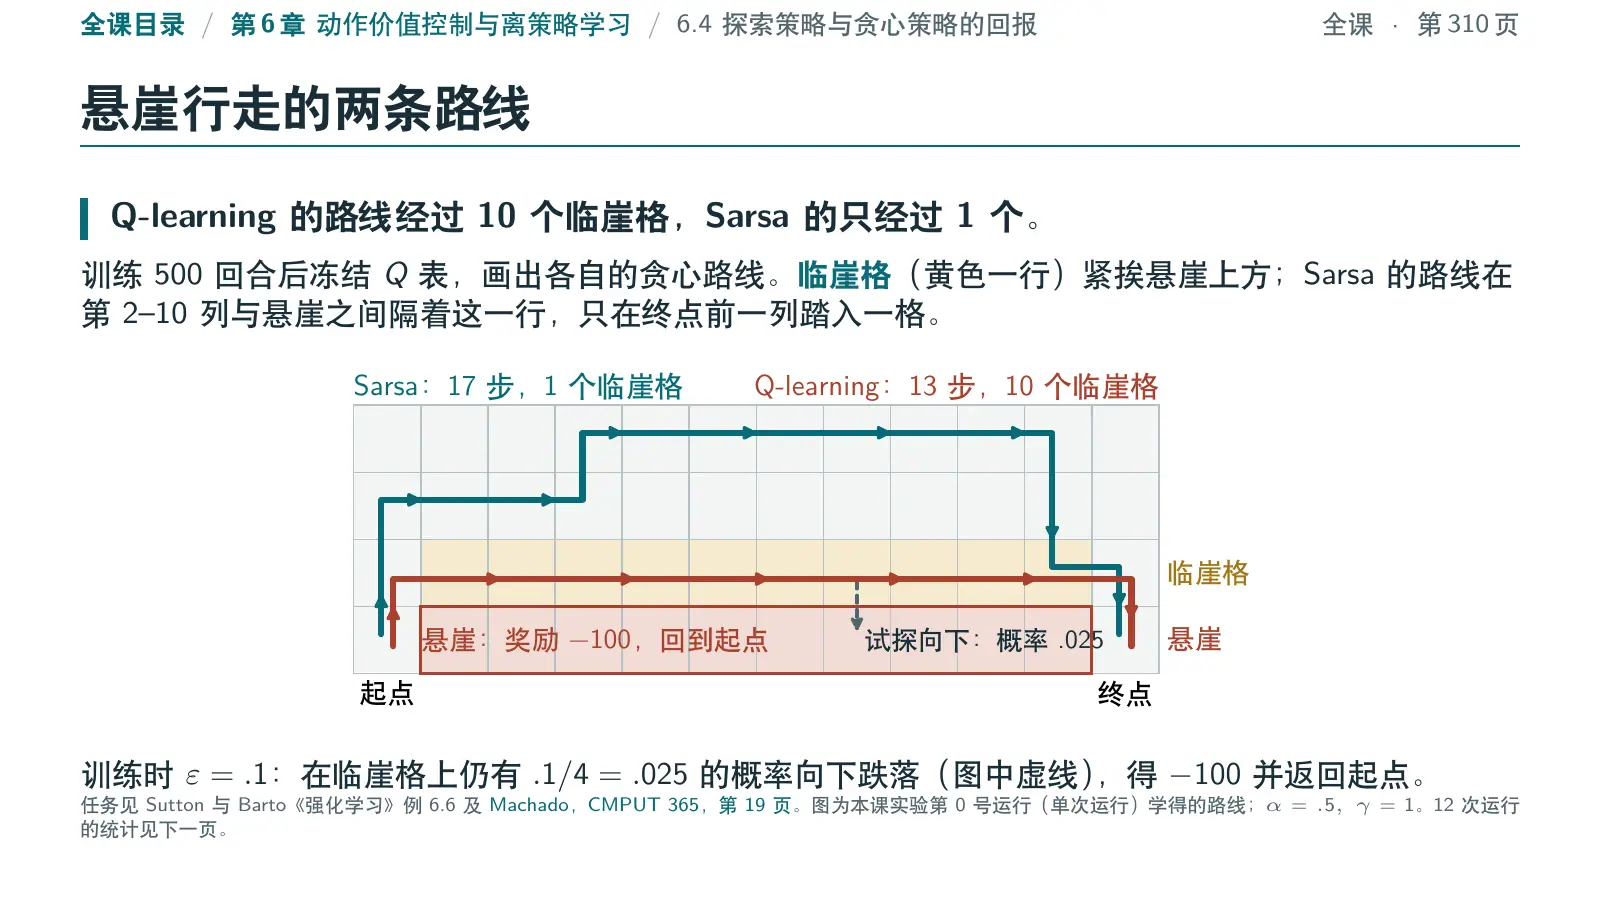 全课目录 / 第 6 章 动作价值控制与离策略学习 / 6.4 探索策略与贪心策略的回报 全课 · 第 310 页
悬崖行走的两条路线
Q-learning 的路线经过 10 个临崖格，Sarsa 的只经过 1 个。
训练 500 回合后冻结 Q 表，画出各自的贪心路线。临崖格（黄色一行）紧挨悬崖上方；Sarsa 的路线在
第 2–10 列与悬崖之间隔着这一行，只在终点前一列踏入一格。
Sarsa：17 步，1 个临崖格 Q-learning：13 步，10 个临崖格
临崖格
悬崖：奖励 −100，回到起点 试探向下：概率 .025 悬崖
起点 终点
训练时 ε = .1：在临崖格上仍有 .1/4 = .025 的概率向下跌落（图中虚线），得 −100 并返回起点。
任务见 Sutton 与 Barto《强化学习》例 6.6 及 Machado，CMPUT 365，第 19 页。图为本课实验第 0 号运行（单次运行）学得的路线；α = .5，γ = 1。12 次运行
的统计见下一页。